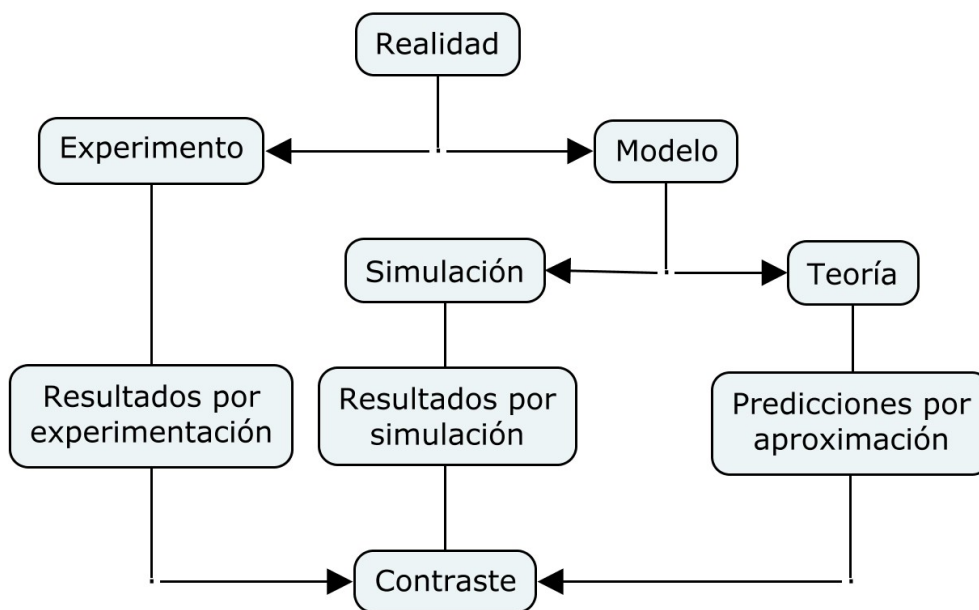 Realidad
Experimento
Modelo
Simulación
Teoría
Resultados por
experimentación
Resultados por
simulación
Predicciones por
aproximación
Contraste